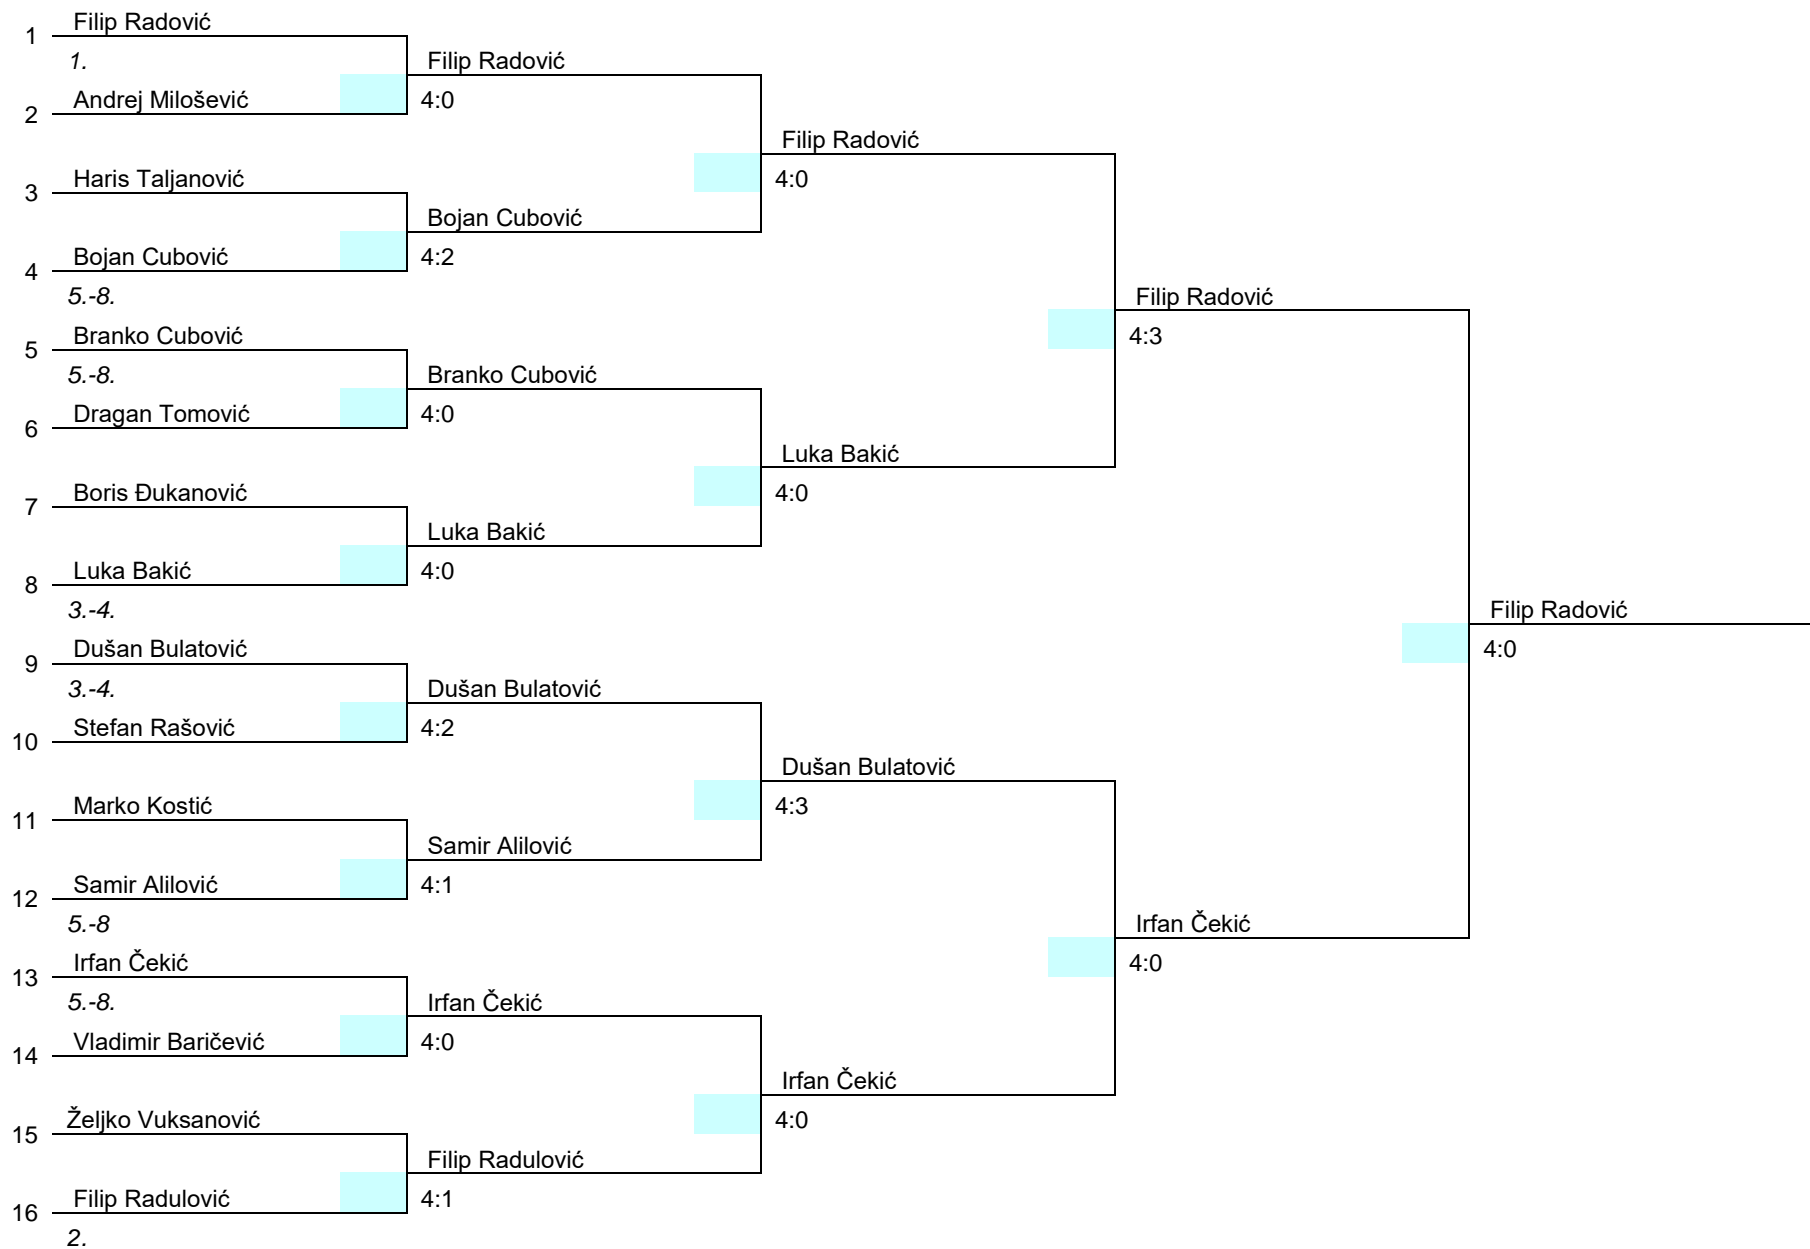 Filip Radović
1
1.
Filip Radović
Andrej Milošević
4:0
2
Filip Radović
Haris Taljanović
4:0
3
Bojan Cubović
Bojan Cubović
4:2
4
5.-8.
Filip Radović
Branko Cubović
4:3
5
5.-8.
Branko Cubović
Dragan Tomović
4:0
6
Luka Bakić
Boris Đukanović
4:0
7
Luka Bakić
Luka Bakić
4:0
8
3.-4.
Filip Radović
Dušan Bulatović
4:0
9
3.-4.
Dušan Bulatović
Stefan Rašović
4:2
10
Dušan Bulatović
Marko Kostić
4:3
11
Samir Alilović
Samir Alilović
4:1
12
5.-8
Irfan Čekić
Irfan Čekić
4:0
13
5.-8.
Irfan Čekić
Vladimir Baričević
4:0
14
Irfan Čekić
Željko Vuksanović
4:0
15
Filip Radulović
Filip Radulović
4:1
16
2.